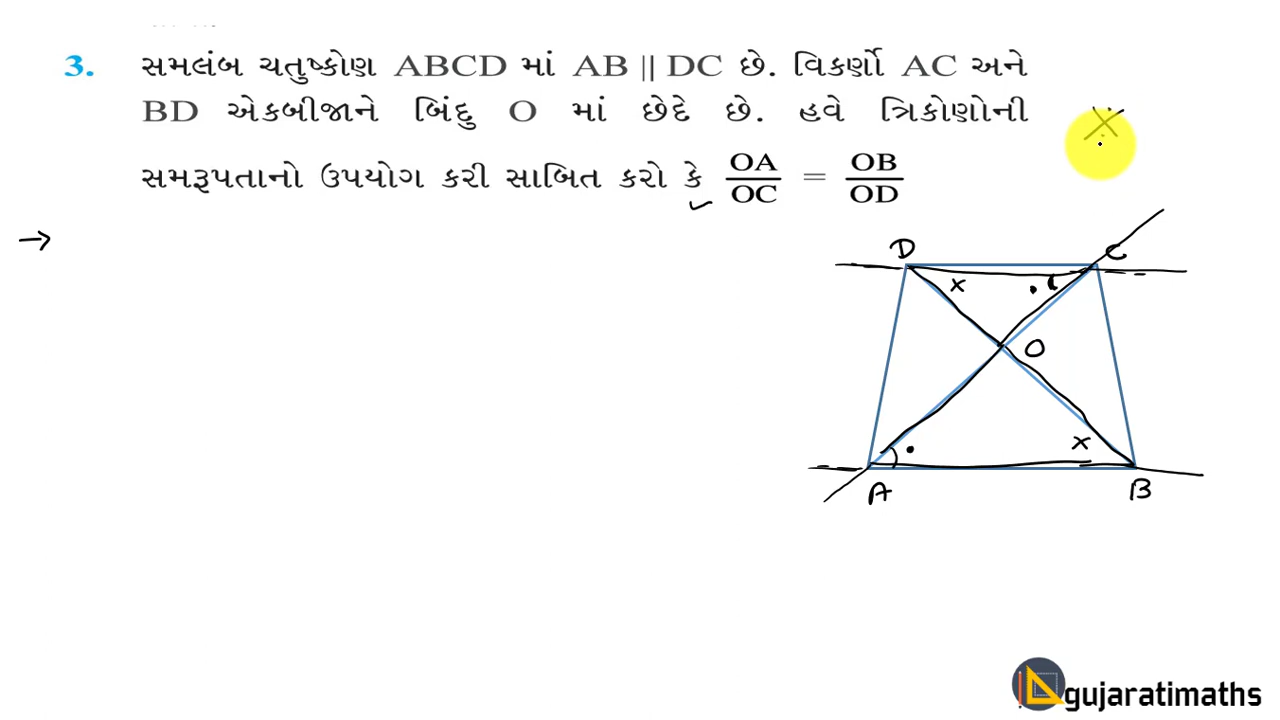 3. સમલંબ ચતુષ્કોણ ABCD માં AB || DC છે. વિકર્ણો AC અને
BD એકબીજાને બિંદુ O માં છેદે છે. હવે ત્રિકોણોની
સમરૂપતાનો ઉપયોગ કરી સાબિત કરો કે OA/OC = OB/OD
→
D C
x
O
x
A B
gujaratimaths